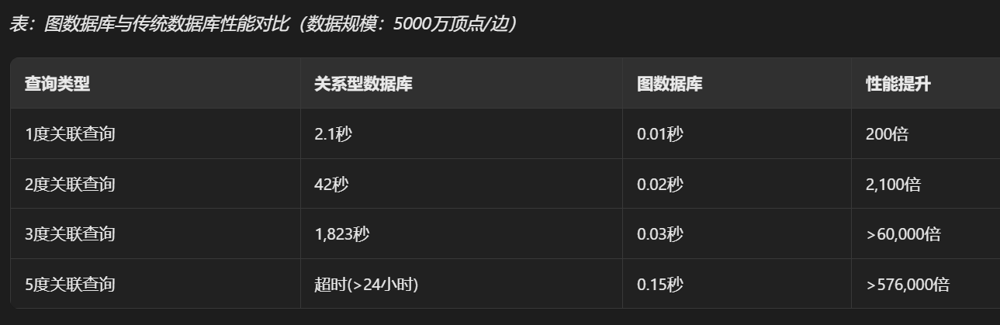 表：图数据库与传统数据库性能对比（数据规模：5000万顶点/边）
查询类型 关系型数据库 图数据库 性能提升
1度关联查询 2.1秒 0.01秒 200倍
2度关联查询 42秒 0.02秒 2,100倍
3度关联查询 1,823秒 0.03秒 >60,000倍
5度关联查询 超时(>24小时) 0.15秒 >576,000倍